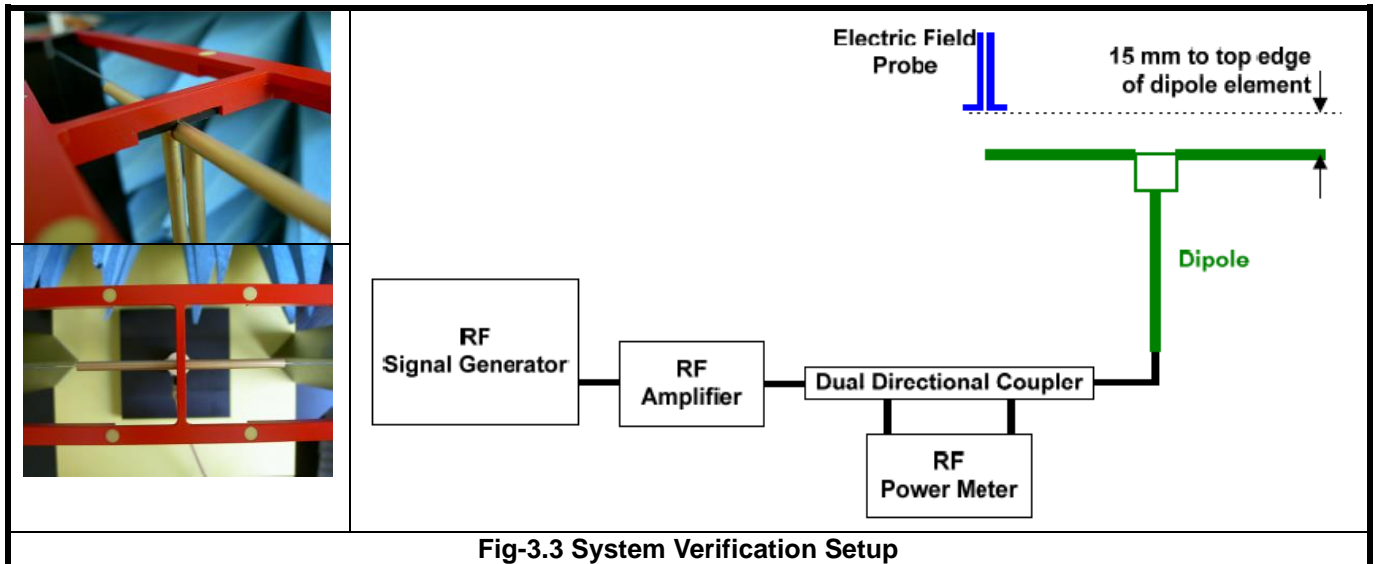 Electric Field
Probe
15 mm to top edge
of dipole element
Dipole
RF
Signal Generator
RF
Amplifier
Dual Directional Coupler
RF
Power Meter
Fig-3.3 System Verification Setup